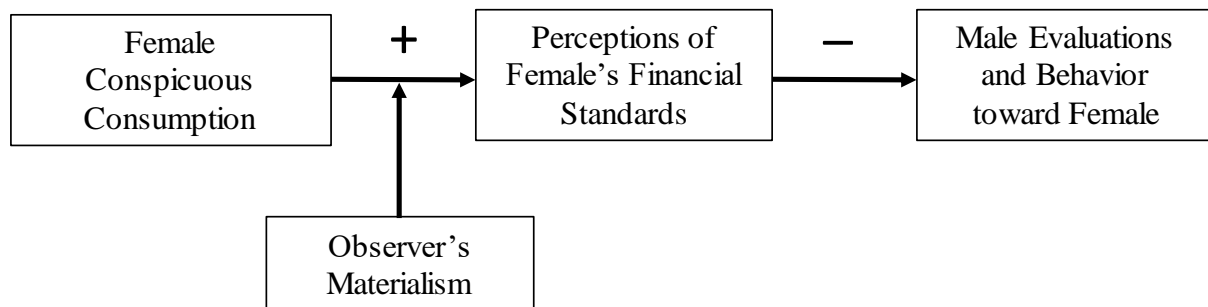 Female
Conspicuous
Consumption
+
Perceptions of
Female's Financial
Standards
–
Male Evaluations
and Behavior
toward Female
Observer's
Materialism